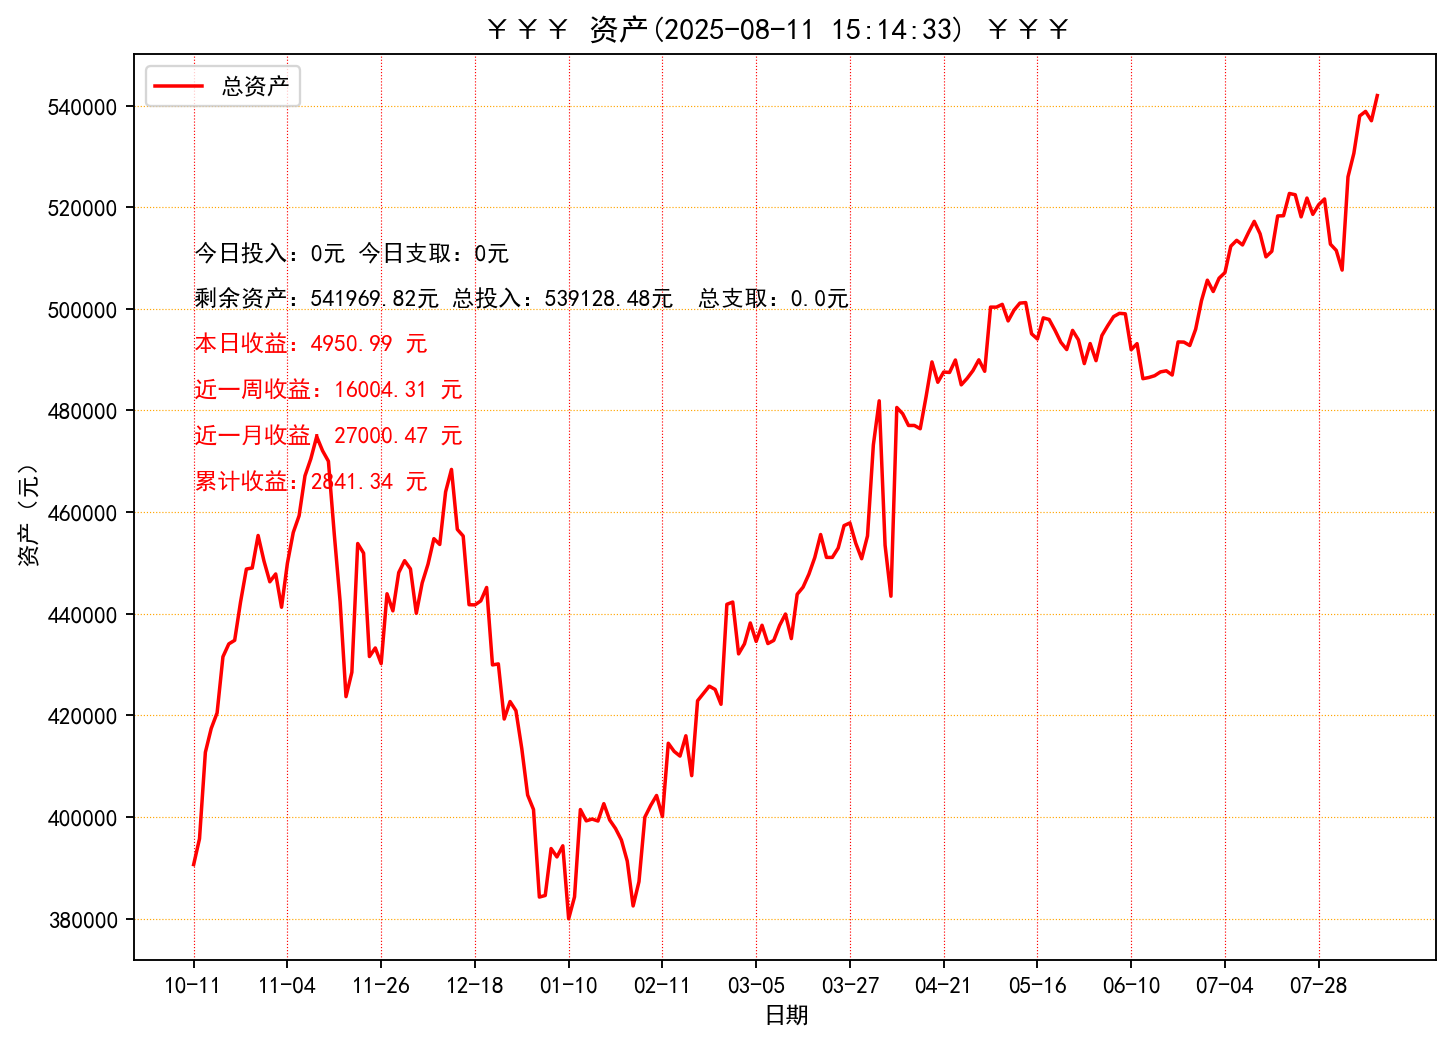 ¥¥¥ 资产(2025-08-11 15:14:33) ¥¥¥
总资产
540000
520000
500000
480000
460000
440000
420000
400000
380000
资产（元）
今日投入：0元 今日支取：0元
剩余资产：541969.82元 总投入：539128.48元  总支取：0.0元
本日收益：4950.99 元
近一周收益：16004.31 元
近一月收益：27000.47 元
累计收益：2841.34 元
10-11 11-04 11-26 12-18 01-10 02-11 03-05 03-27 04-21 05-16 06-10 07-04 07-28
日期